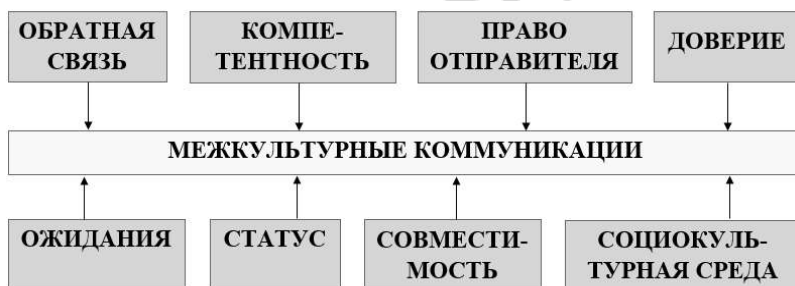 ОБРАТНАЯ
СВЯЗЬ
КОМПЕ-
ТЕНТНОСТЬ
ПРАВО
ОТПРАВИТЕЛЯ
ДОВЕРИЕ
МЕЖКУЛЬТУРНЫЕ КОММУНИКАЦИИ
ОЖИДАНИЯ
СТАТУС
СОВМЕСТИ-
МОСТЬ
СОЦИОКУЛЬ-
ТУРНАЯ СРЕДА